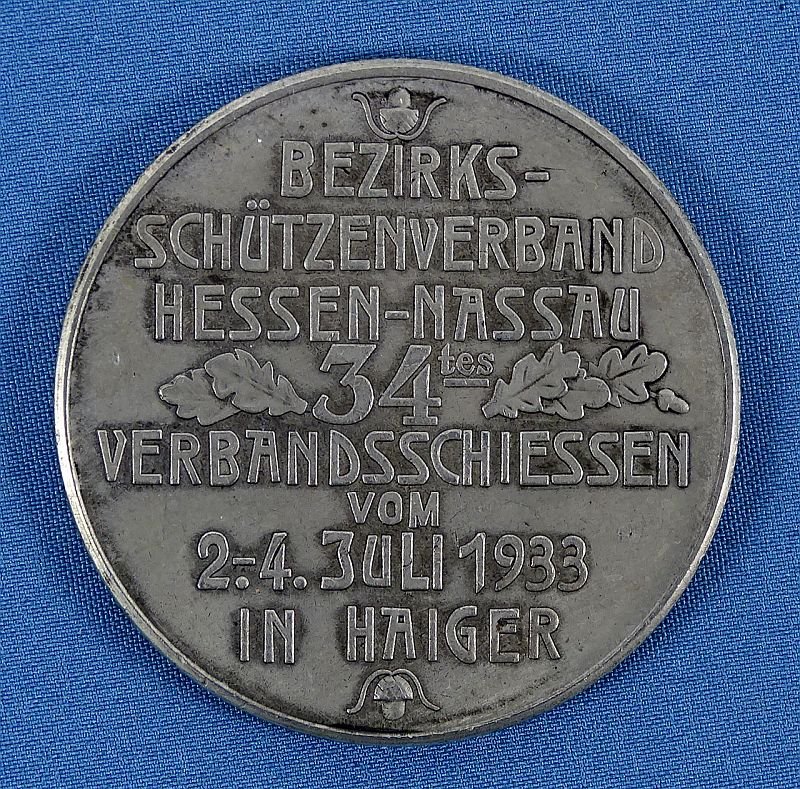 BEZIRKS-
SCHÜTZENVERBAND
HESSEN-NASSAU
34tes
VERBANDSSCHIESSEN
VOM
2.-4. JULI 1933
IN HAIGER